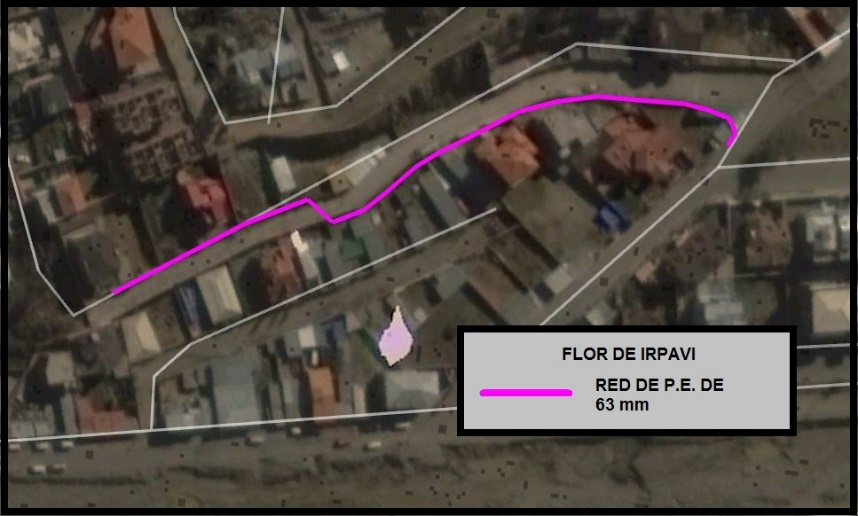 FLOR DE IRPAVI
RED DE P.E. DE
63 mm